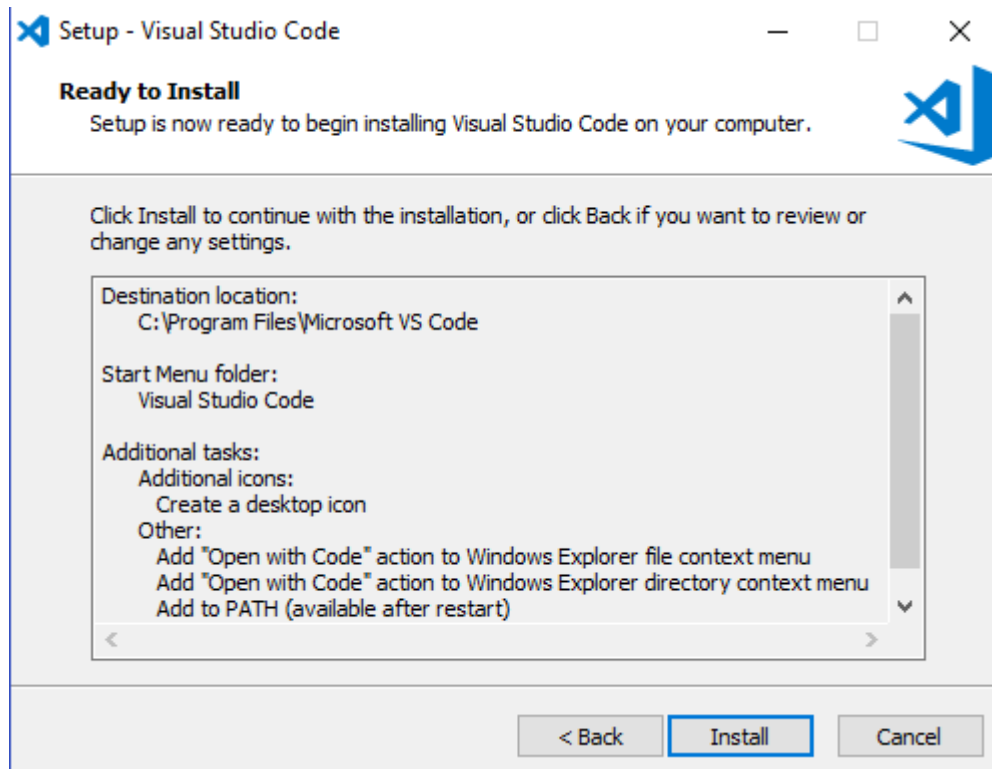 Setup - Visual Studio Code
Ready to Install
Setup is now ready to begin installing Visual Studio Code on your computer.
Click Install to continue with the installation, or click Back if you want to review or
change any settings.
Destination location:
C:\Program Files\Microsoft VS Code
Start Menu folder:
Visual Studio Code
Additional tasks:
Additional icons:
Create a desktop icon
Other:
Add "Open with Code" action to Windows Explorer file context menu
Add "Open with Code" action to Windows Explorer directory context menu
Add to PATH (available after restart)
< Back Install Cancel